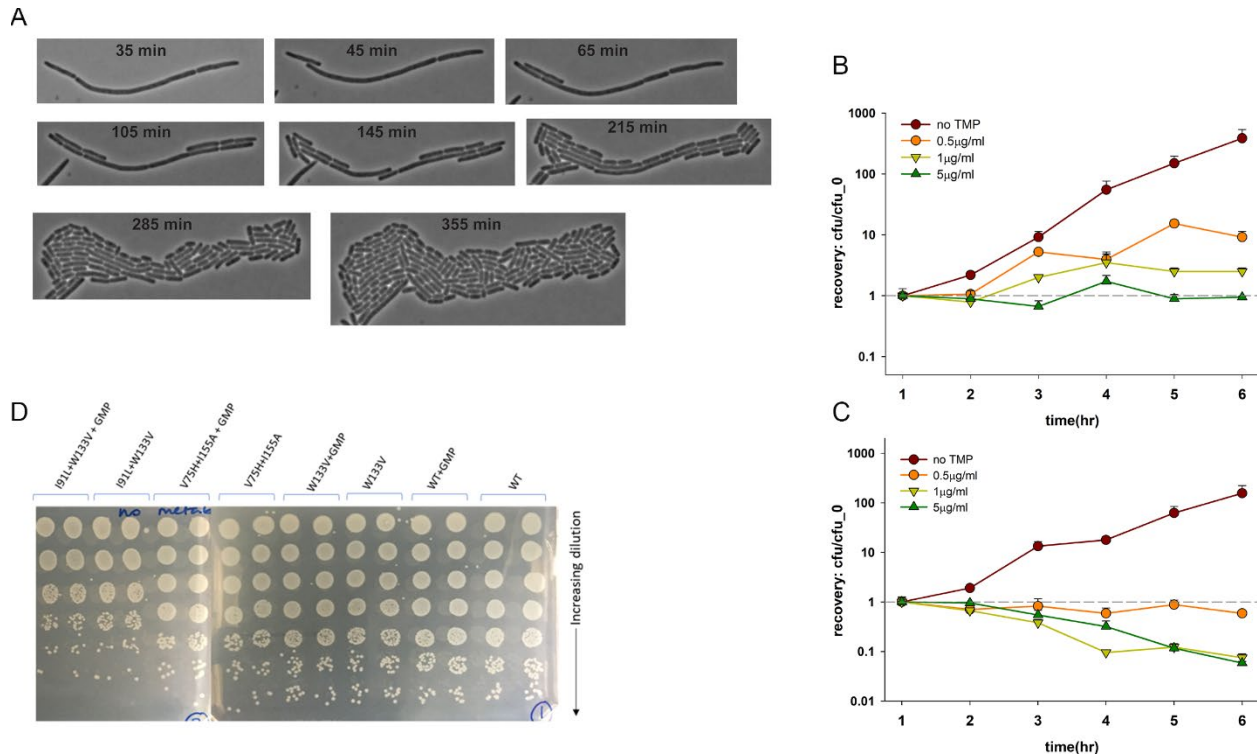 A
35 min
45 min
65 min
105 min
145 min
215 min
285 min
355 min
B
1000
100
10
1
0.1
recovery: cfu/cfu_0
no TMP
0.5µg/ml
1µg/ml
5µg/ml
1 2 3 4 5 6
time(hr)
C
1000
100
10
1
0.1
0.01
recovery: cfu/cfu_0
no TMP
0.5µg/ml
1µg/ml
5µg/ml
1 2 3 4 5 6
time(hr)
D
I91L+W133V + GMP
I91L+W133V
V75H+I155A + GMP
V75H+I155A
W133V+GMP
W133V
WT+GMP
WT
no metab
Increasing dilution
1